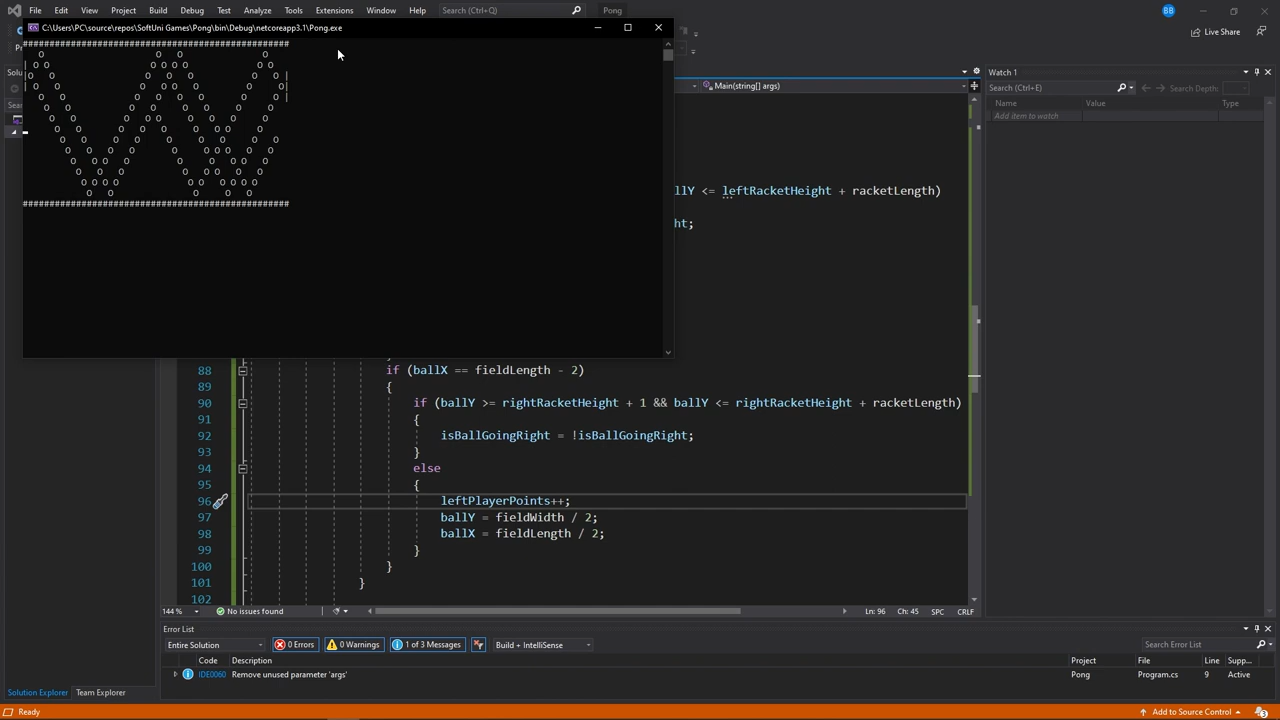 File Edit View Project Build Debug Test Analyze Tools Extensions Window Help Search (Ctrl+Q) Pong BB
C:\Users\PC\source\repos\SoftUni Games\Pong\bin\Debug\netcoreapp3.1\Pong.exe
Live Share
Main(string[] args)
Watch 1
Search (Ctrl+E) Search Depth:
Name Value Type
Add item to watch
##################################################
##################################################
allY <= leftRacketHeight + racketLength)
ht;
88 if (ballX == fieldLength - 2)
89 {
90 if (ballY >= rightRacketHeight + 1 && ballY <= rightRacketHeight + racketLength)
91 {
92 isBallGoingRight = !isBallGoingRight;
93 }
94 else
95 {
96 leftPlayerPoints++;
97 ballY = fieldWidth / 2;
98 ballX = fieldLength / 2;
99 }
100 }
101 }
102
144 % No issues found Ln: 96 Ch: 45 SPC CRLF
Error List
Entire Solution 0 Errors 0 Warnings 1 of 3 Messages Build + IntelliSense Search Error List
Code Description Project File Line Supp...
IDE0060 Remove unused parameter 'args' Pong Program.cs 9 Active
Solution Explorer Team Explorer
Ready Add to Source Control 3